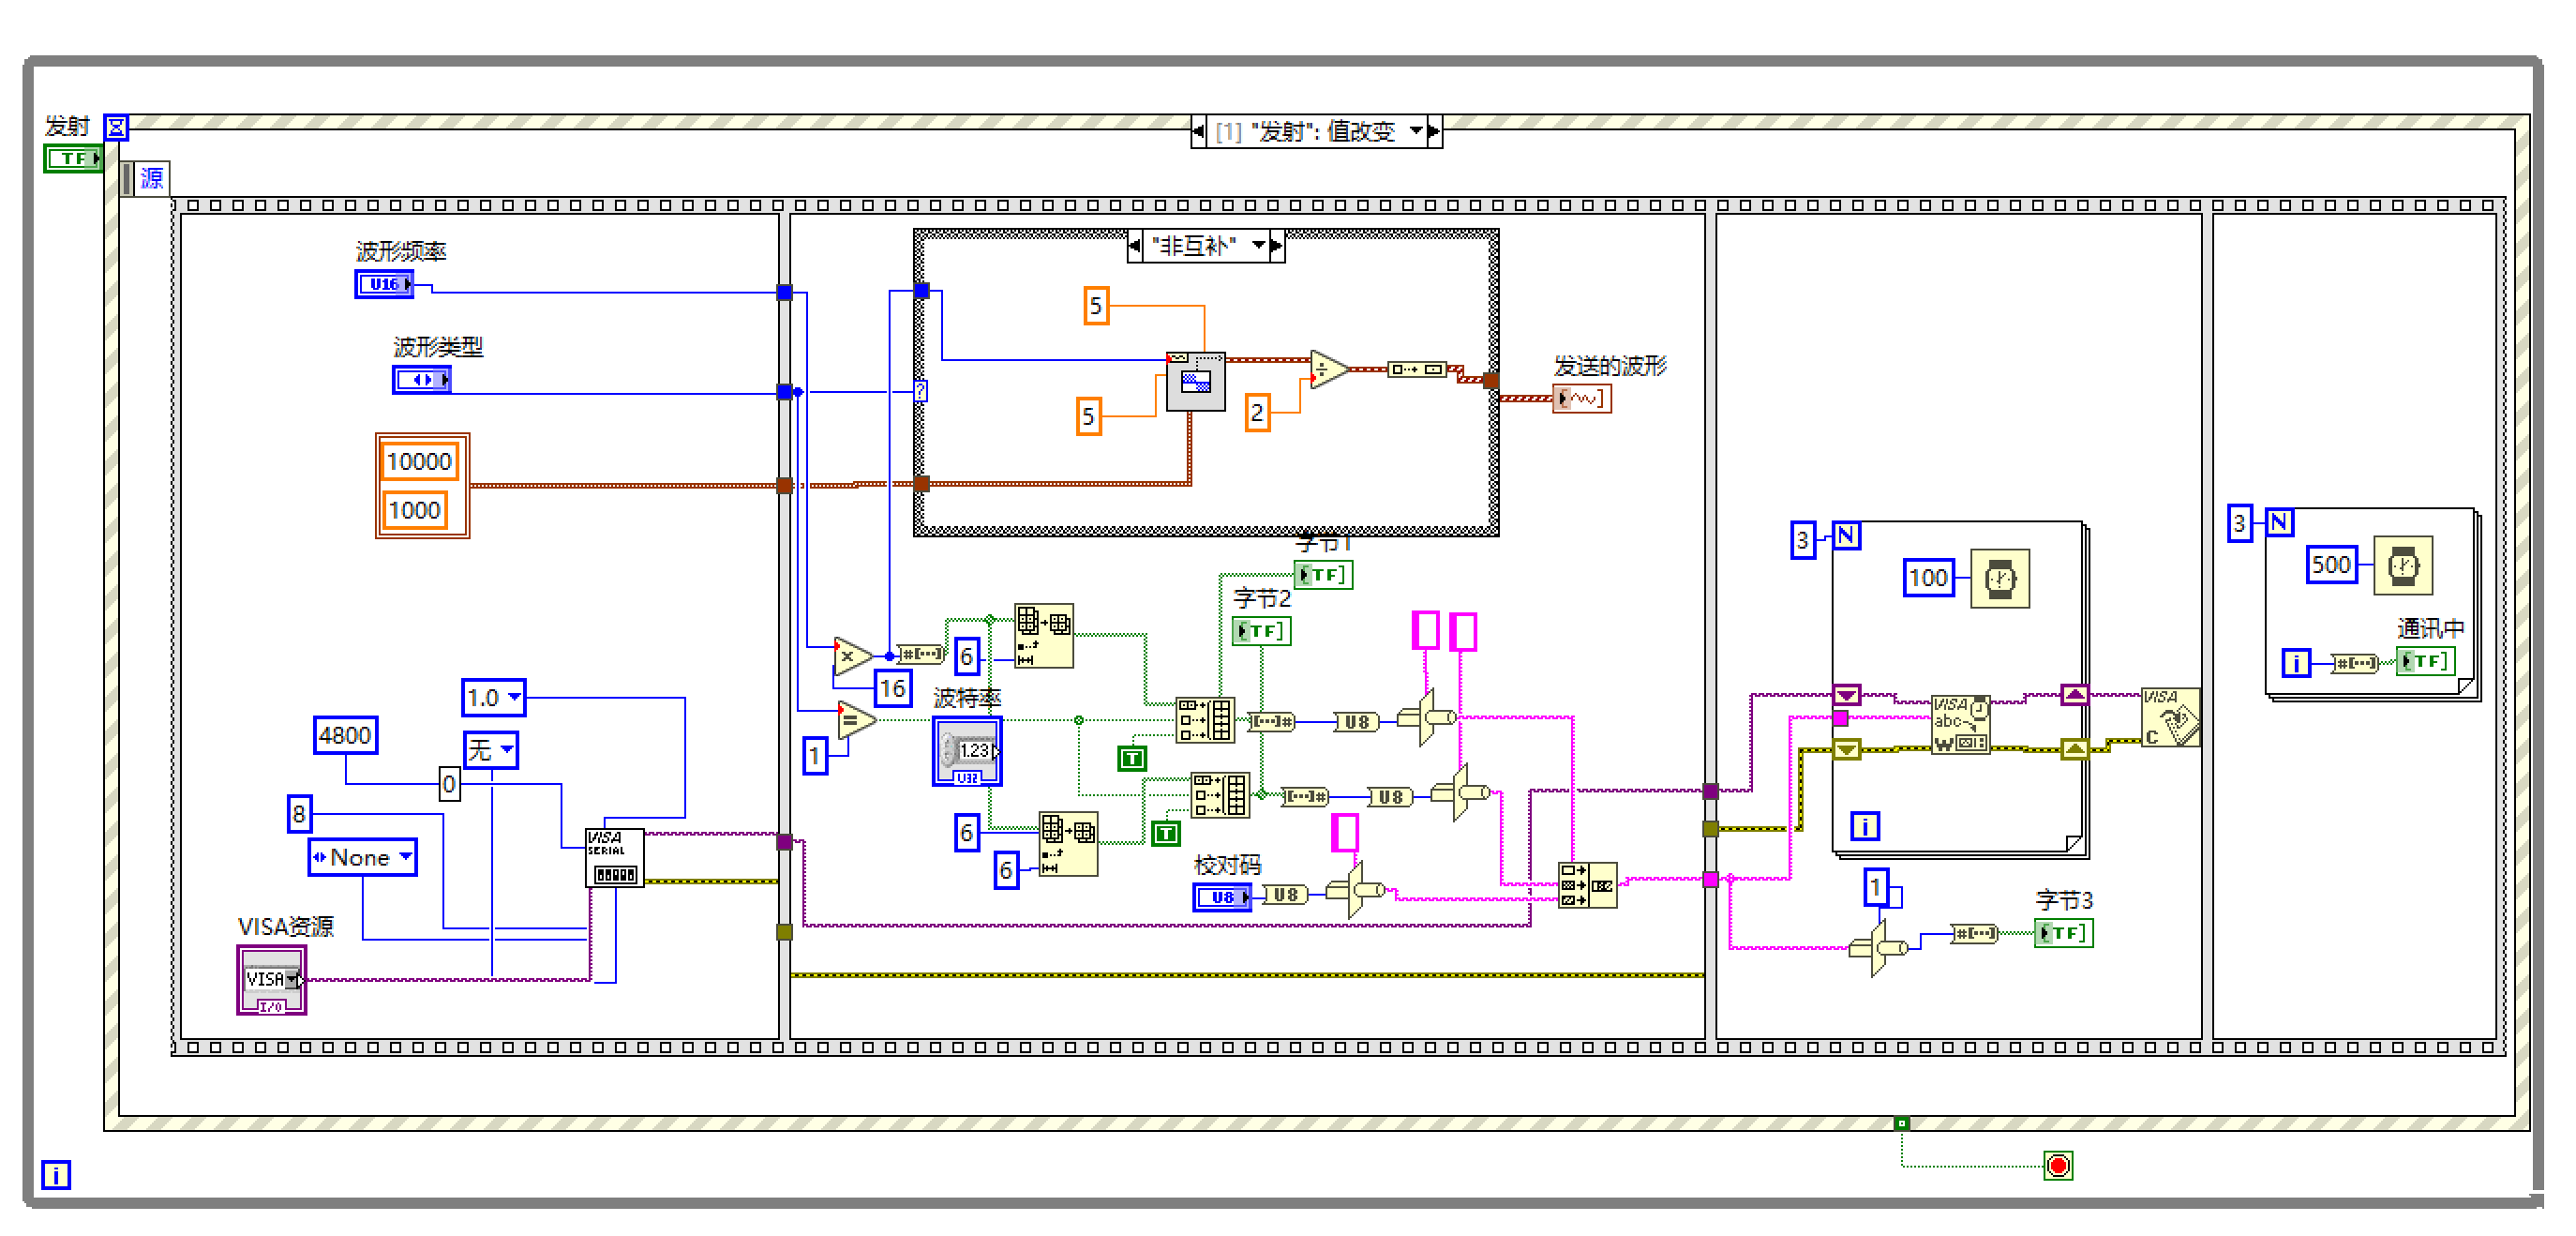 发射
TF
[1] "发射": 值改变
源
波形频率
U16
波形类型
10000
1000
1.0
4800
无
0
8
None
VISA
SERIAL
VISA资源
VISA
I/O
"非互补"
?
5
5
÷
2
发送的波形
字节1
[TF]
字节2
[TF]
×
#[...]
16
6
=
1
波特率
1.23
U32
T
[...]#
U8
T
[...]#
U8
6
6
校对码
U8
U8
3
N
100
VISA
abc
W
i
VISA
C
1
#[...]
字节3
[TF]
3
N
500
通讯中
i
#[...]
[TF]
i